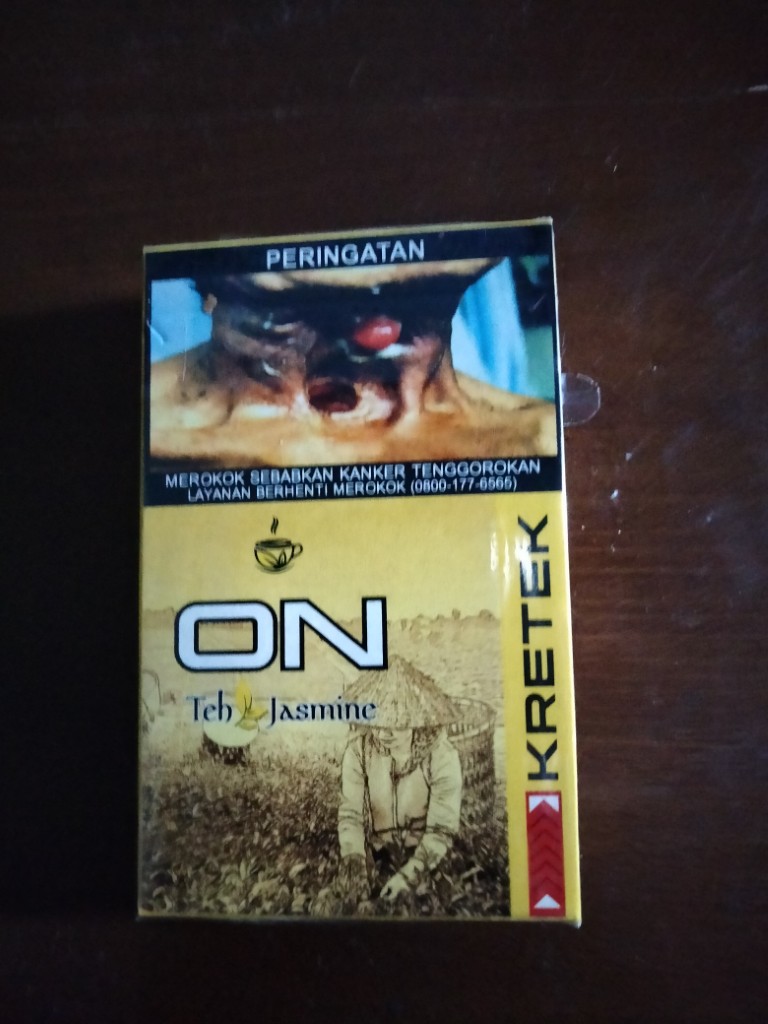 PERINGATAN
MEROKOK SEBABKAN KANKER TENGGOROKAN
LAYANAN BERHENTI MEROKOK (0800-177-6565)
ON
Teh Jasmine
KRETEK